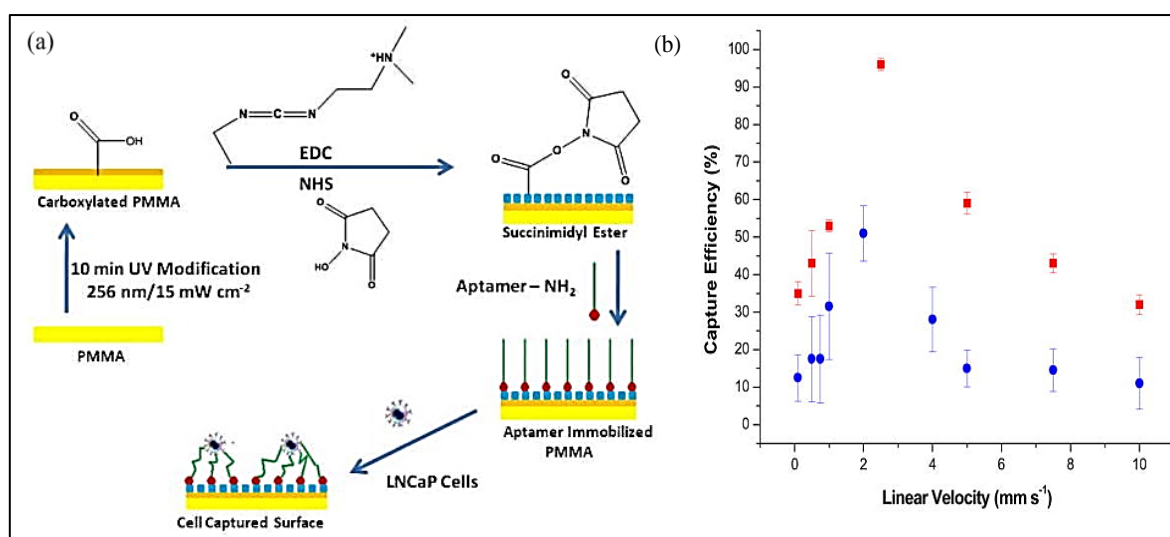 (a)
⁺HN
N
C
N
EDC
NHS
O
OH
Carboxylated PMMA
10 min UV Modification
256 nm/15 mW cm⁻²
PMMA
O
N
O
HO
O
O
N
O
O
Succinimidyl Ester
Aptamer – NH₂
Aptamer Immobilized
PMMA
LNCaP Cells
Cell Captured Surface
(b)
Capture Efficiency (%)
100
90
80
70
60
50
40
30
20
10
0
0 2 4 6 8 10
Linear Velocity (mm s⁻¹)